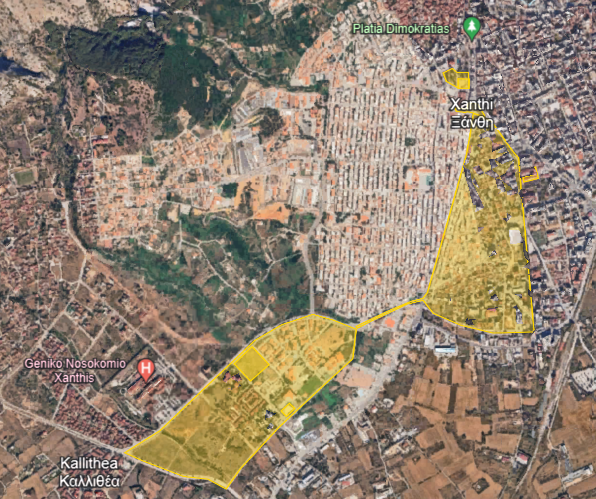 Platia Dimokratias
Xanthi
Ξάνθη
Geniko Nosokomio
Xanthis
H
Kallithea
Καλλιθέα